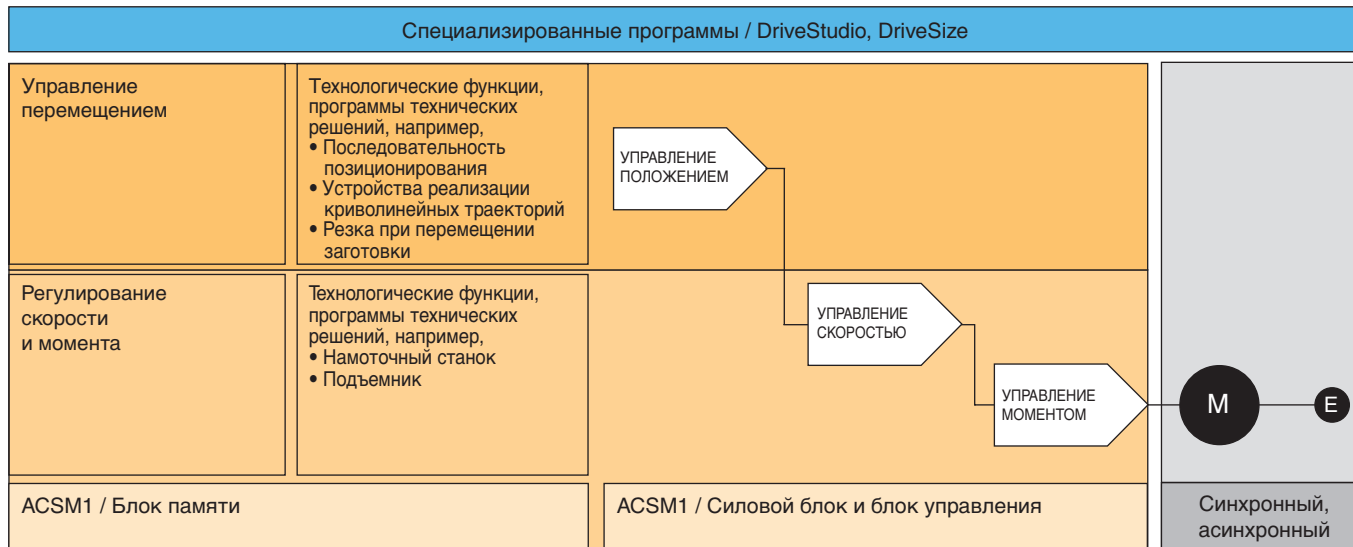 Специализированные программы / DriveStudio, DriveSize
Управление
перемещением
Технологические функции,
программы технических
решений, например,
• Последовательность
позиционирования
• Устройства реализации
криволинейных траекторий
• Резка при перемещении
заготовки
УПРАВЛЕНИЕ
ПОЛОЖЕНИЕМ
Регулирование
скорости
и момента
Технологические функции,
программы технических
решений, например,
• Намоточный станок
• Подъемник
УПРАВЛЕНИЕ
СКОРОСТЬЮ
УПРАВЛЕНИЕ
МОМЕНТОМ
M
E
ACSM1 / Блок памяти
ACSM1 / Силовой блок и блок управления
Синхронный,
асинхронный